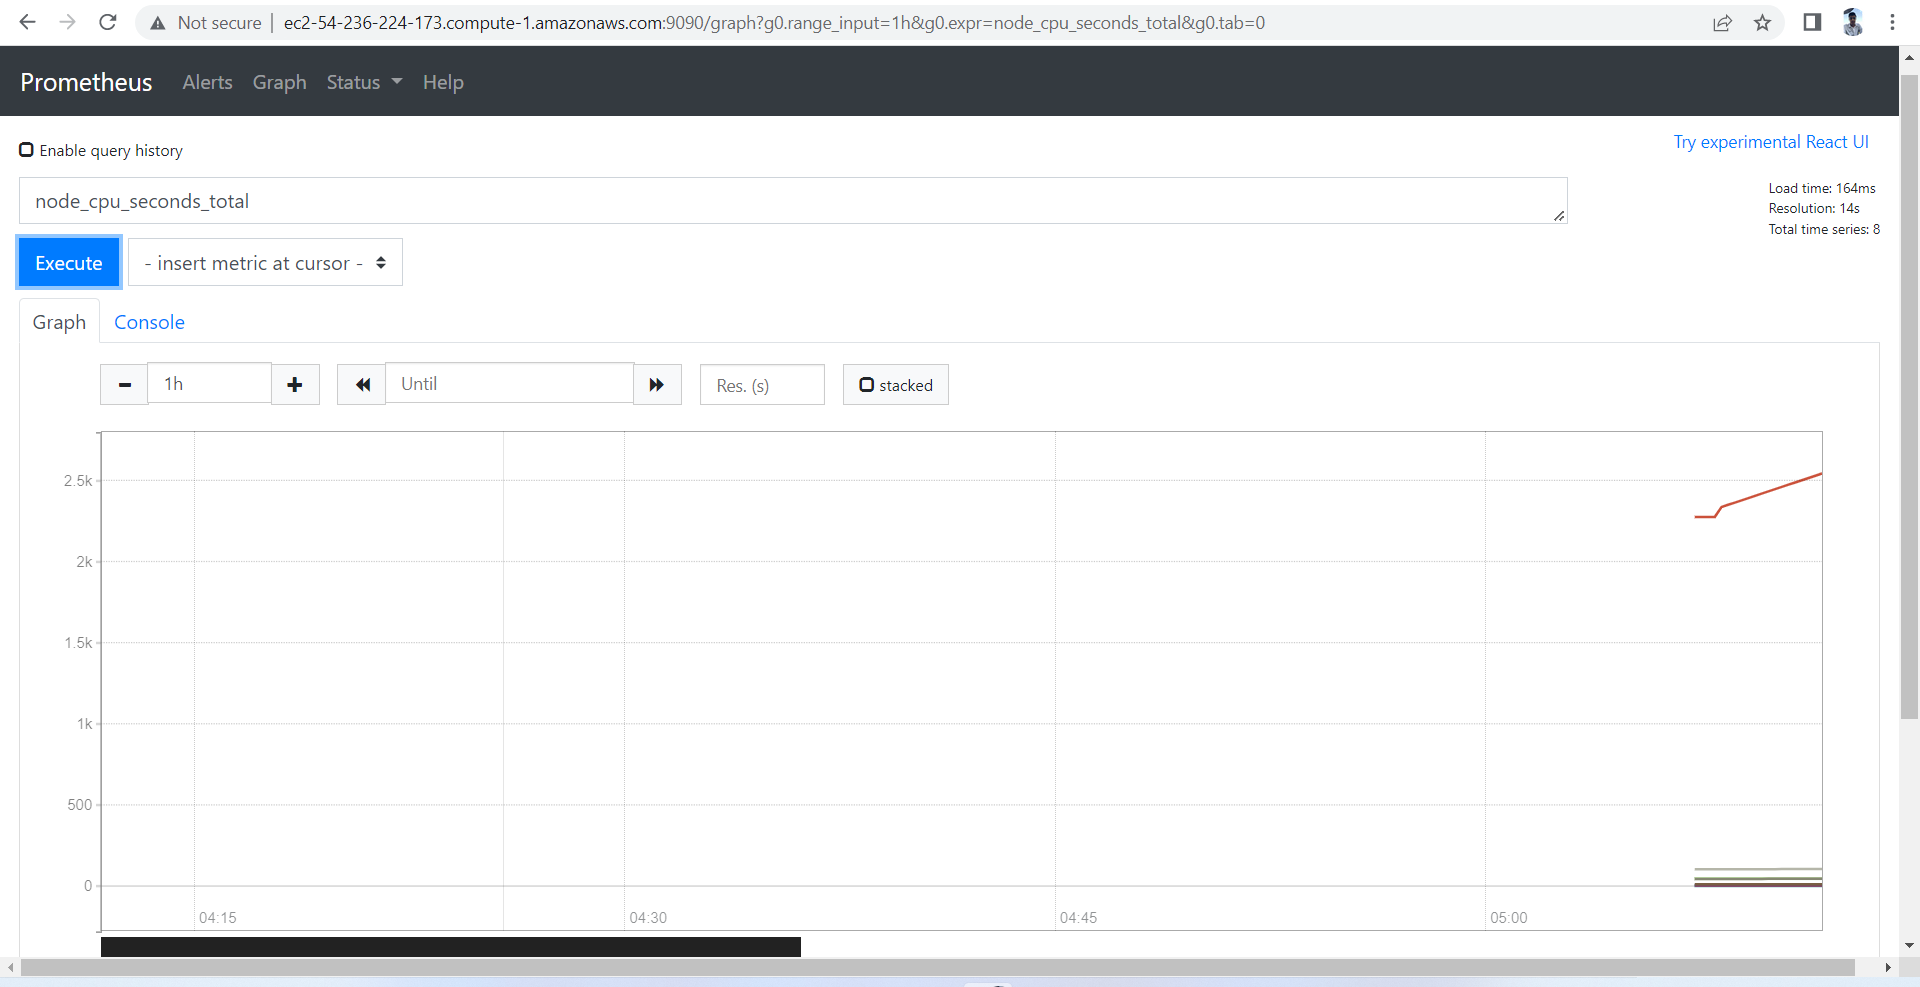 Not secure | ec2-54-236-224-173.compute-1.amazonaws.com:9090/graph?g0.range_input=1h&g0.expr=node_cpu_seconds_total&g0.tab=0
Prometheus Alerts Graph Status Help
Try experimental React UI
Enable query history
node_cpu_seconds_total
Load time: 164ms
Resolution: 14s
Total time series: 8
Execute - insert metric at cursor -
Graph Console
1h Until Res. (s) stacked
2.5k
2k
1.5k
1k
500
0
04:15 04:30 04:45 05:00